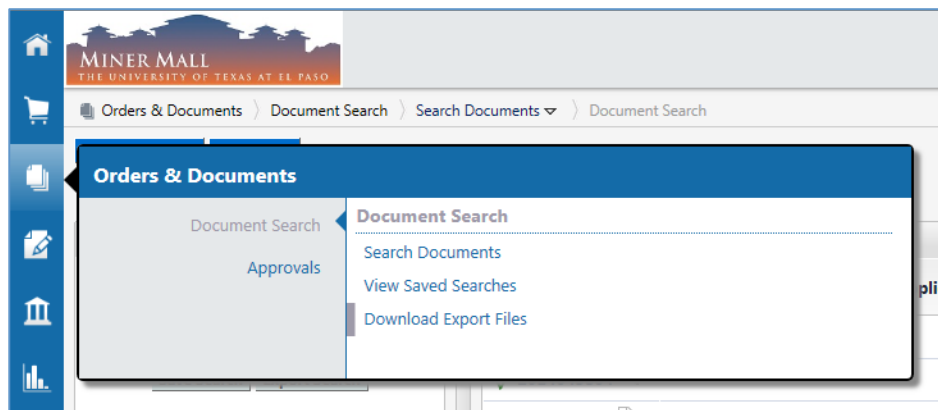 MINER MALL
THE UNIVERSITY OF TEXAS AT EL PASO
Orders & Documents 〉 Document Search 〉 Search Documents ▿ 〉 Document Search
Orders & Documents
Document Search
Approvals
Document Search
Search Documents
View Saved Searches
Download Export Files